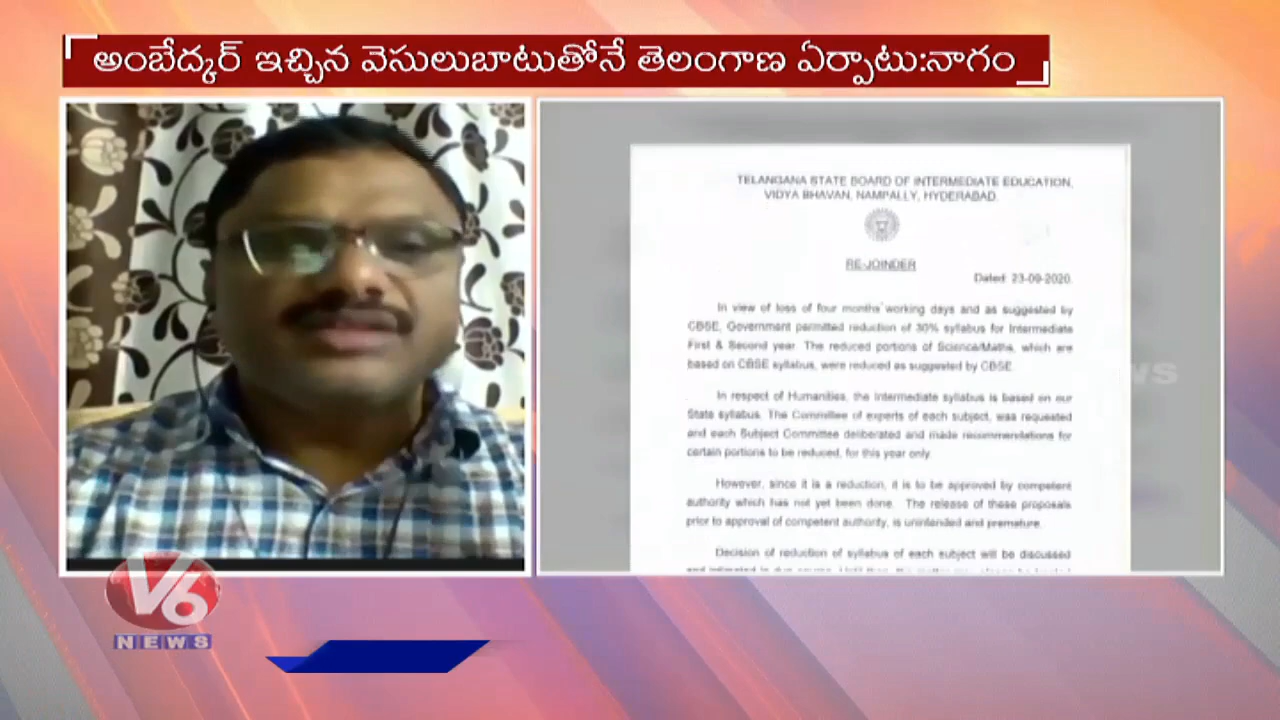 అంబేద్కర్ ఇచ్చిన వెసులుబాటుతోనే తెలంగాణ ఏర్పాటు:నాగం
TELANGANA STATE BOARD OF INTERMEDIATE EDUCATION,
VIDYA BHAVAN, NAMPALLY, HYDERABAD.
RE-JOINDER
Dated: 23-09-2020.
In view of loss of four months' working days and as suggested by
CBSE, Government permitted reduction of 30% syllabus for Intermediate
First & Second year. The reduced portions of Science/Maths, which are
based on CBSE syllabus, were reduced as suggested by CBSE.
In respect of Humanities, the Intermediate syllabus is based on our
State syllabus. The Committee of experts of each subject, was requested
and each Subject Committee deliberated and made recommendations for
certain portions to be reduced, for this year only.
However, since it is a reduction, it is to be approved by competent
authority which has not yet been done. The release of these proposals
prior to approval of competent authority, is unintended and premature.
Decision of reduction of syllabus of each subject will be discussed
V6
NEWS